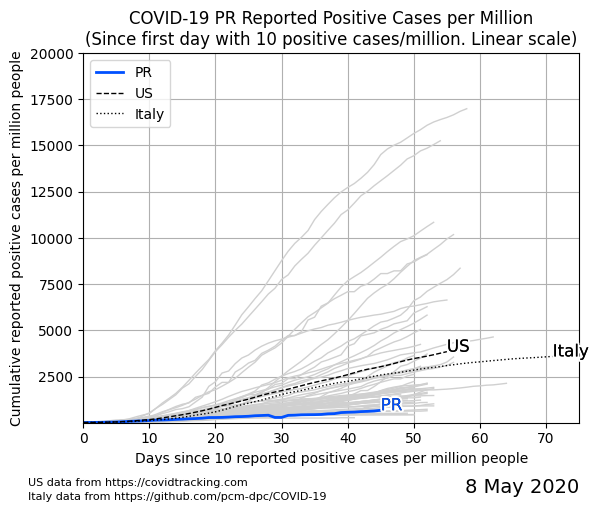 COVID-19 PR Reported Positive Cases per Million
(Since first day with 10 positive cases/million. Linear scale)
Cumulative reported positive cases per million people
20000
17500
15000
12500
10000
7500
5000
2500
PR
US
Italy
US
Italy
PR
0 10 20 30 40 50 60 70
Days since 10 reported positive cases per million people
US data from https://covidtracking.com
Italy data from https://github.com/pcm-dpc/COVID-19
8 May 2020